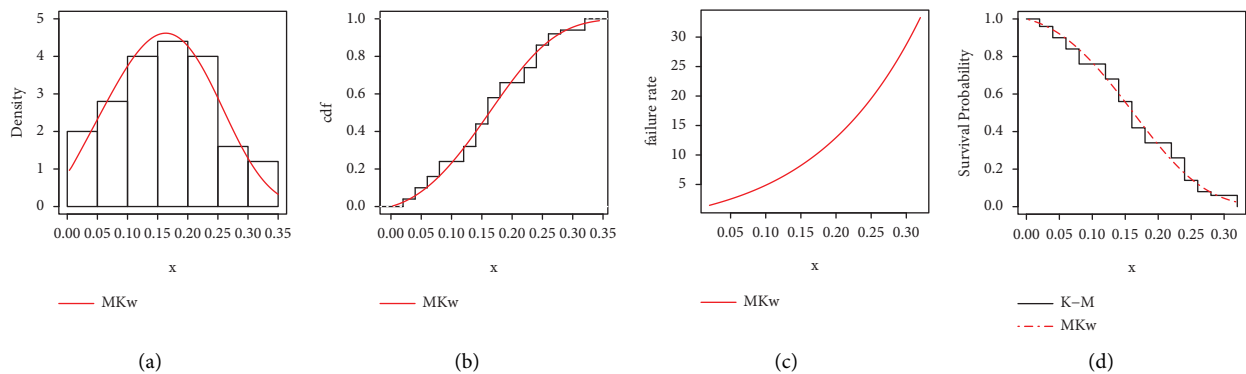 Density
5
4
3
2
1
0
0.00 0.05 0.10 0.15 0.20 0.25 0.30 0.35
x
MKw
(a)
cdf
1.0
0.8
0.6
0.4
0.2
0.0
0.00 0.05 0.10 0.15 0.20 0.25 0.30 0.35
x
MKw
(b)
failure rate
30
25
20
15
10
5
0.05 0.10 0.15 0.20 0.25 0.30
x
MKw
(c)
Survival Probability
1.0
0.8
0.6
0.4
0.2
0.0
0.00 0.05 0.10 0.15 0.20 0.25 0.30
x
K−M
MKw
(d)